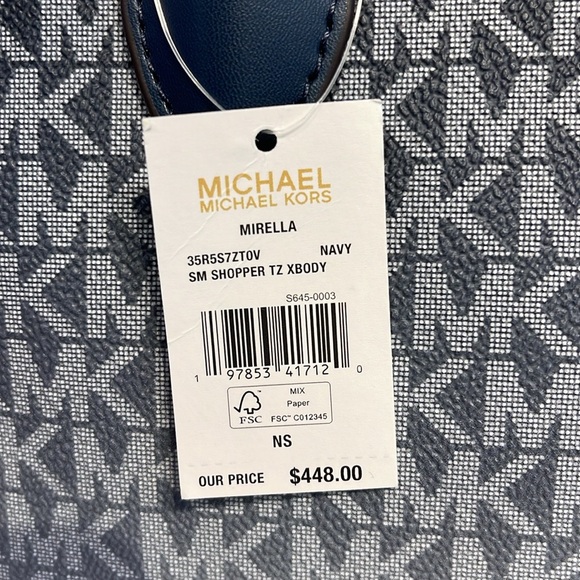 MICHAEL
MICHAEL KORS
MIRELLA
35R5S7ZT0V NAVY
SM SHOPPER TZ XBODY
S645-0003
1 97853 41712 0
MIX
Paper
FSC™ C012345
FSC
NS
OUR PRICE $448.00